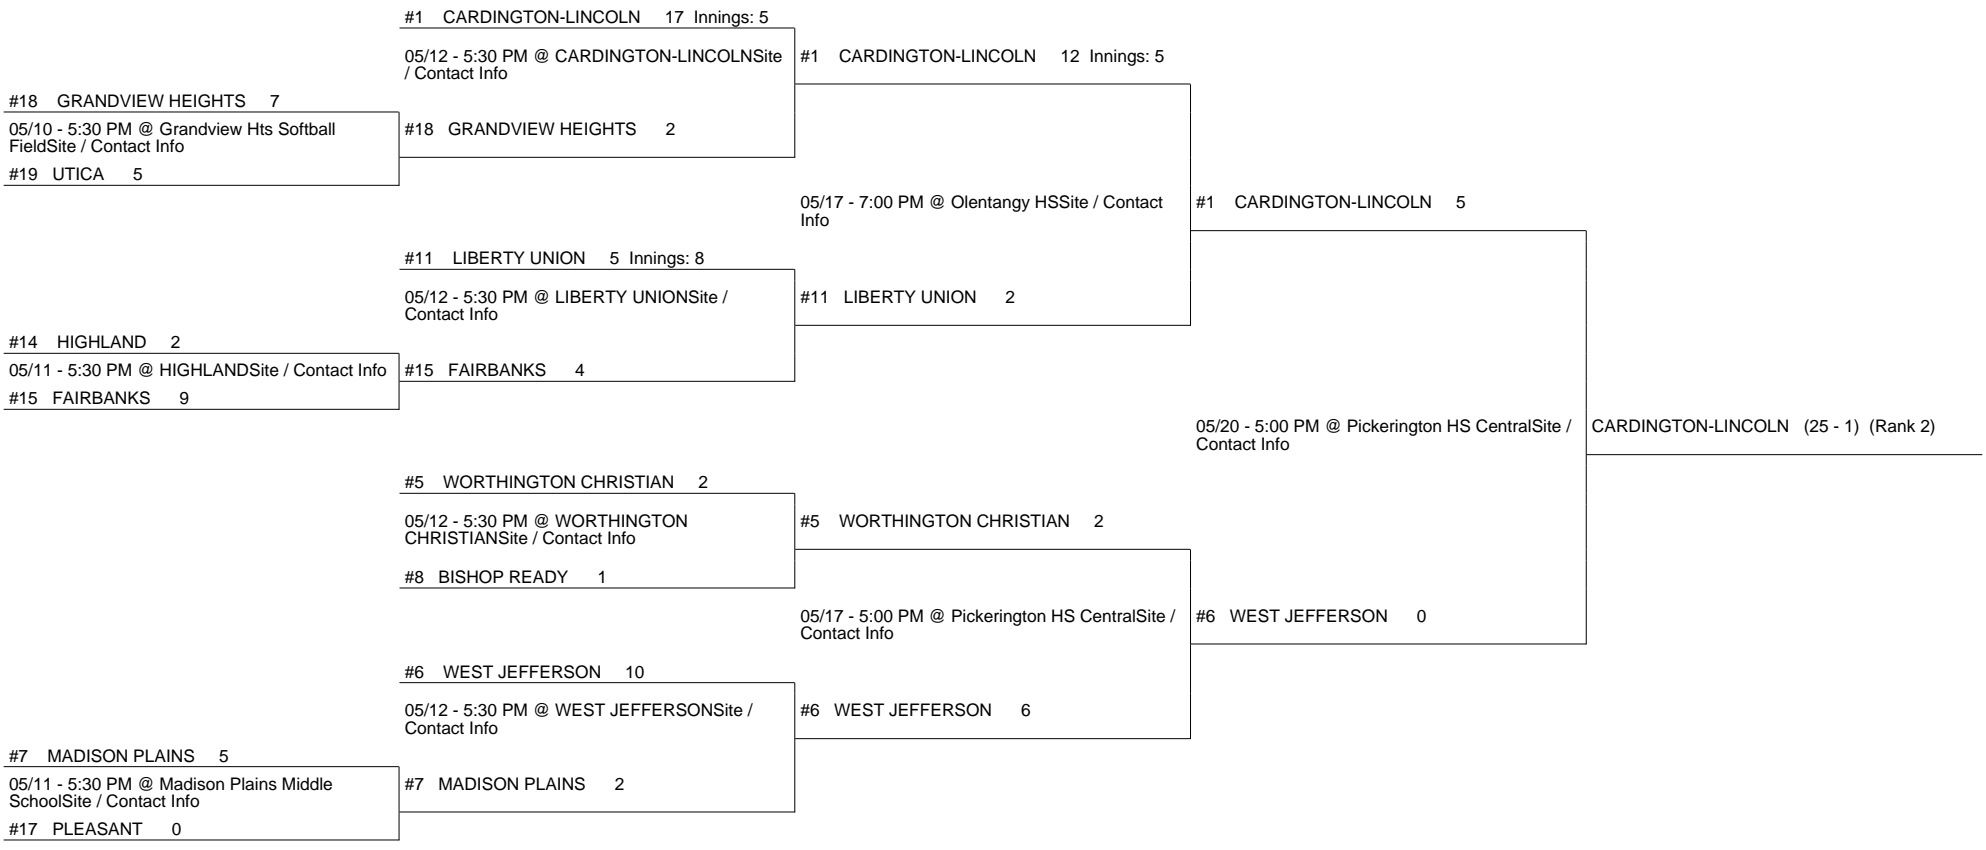 #1 CARDINGTON-LINCOLN 17 Innings: 5
05/12 - 5:30 PM @ CARDINGTON-LINCOLNSite
/ Contact Info
#1 CARDINGTON-LINCOLN 12 Innings: 5
#18 GRANDVIEW HEIGHTS 7
05/10 - 5:30 PM @ Grandview Hts Softball
FieldSite / Contact Info
#18 GRANDVIEW HEIGHTS 2
#19 UTICA 5
05/17 - 7:00 PM @ Olentangy HSSite / Contact
Info
#1 CARDINGTON-LINCOLN 5
#11 LIBERTY UNION 5 Innings: 8
05/12 - 5:30 PM @ LIBERTY UNIONSite /
Contact Info
#11 LIBERTY UNION 2
#14 HIGHLAND 2
05/11 - 5:30 PM @ HIGHLANDSite / Contact Info
#15 FAIRBANKS 4
#15 FAIRBANKS 9
05/20 - 5:00 PM @ Pickerington HS CentralSite /
Contact Info
CARDINGTON-LINCOLN (25 - 1) (Rank 2)
#5 WORTHINGTON CHRISTIAN 2
05/12 - 5:30 PM @ WORTHINGTON
CHRISTIANSite / Contact Info
#5 WORTHINGTON CHRISTIAN 2
#8 BISHOP READY 1
05/17 - 5:00 PM @ Pickerington HS CentralSite /
Contact Info
#6 WEST JEFFERSON 0
#6 WEST JEFFERSON 10
05/12 - 5:30 PM @ WEST JEFFERSONSite /
Contact Info
#6 WEST JEFFERSON 6
#7 MADISON PLAINS 5
05/11 - 5:30 PM @ Madison Plains Middle
SchoolSite / Contact Info
#7 MADISON PLAINS 2
#17 PLEASANT 0